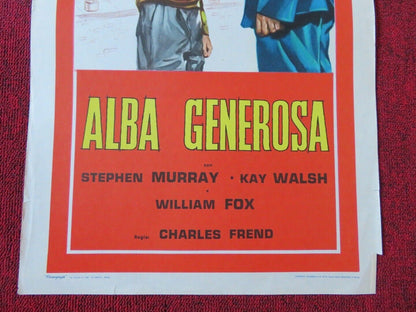 ALBA GENEROSA
con
STEPHEN MURRAY • KAY WALSH
•
WILLIAM FOX
Regia: CHARLES FREND